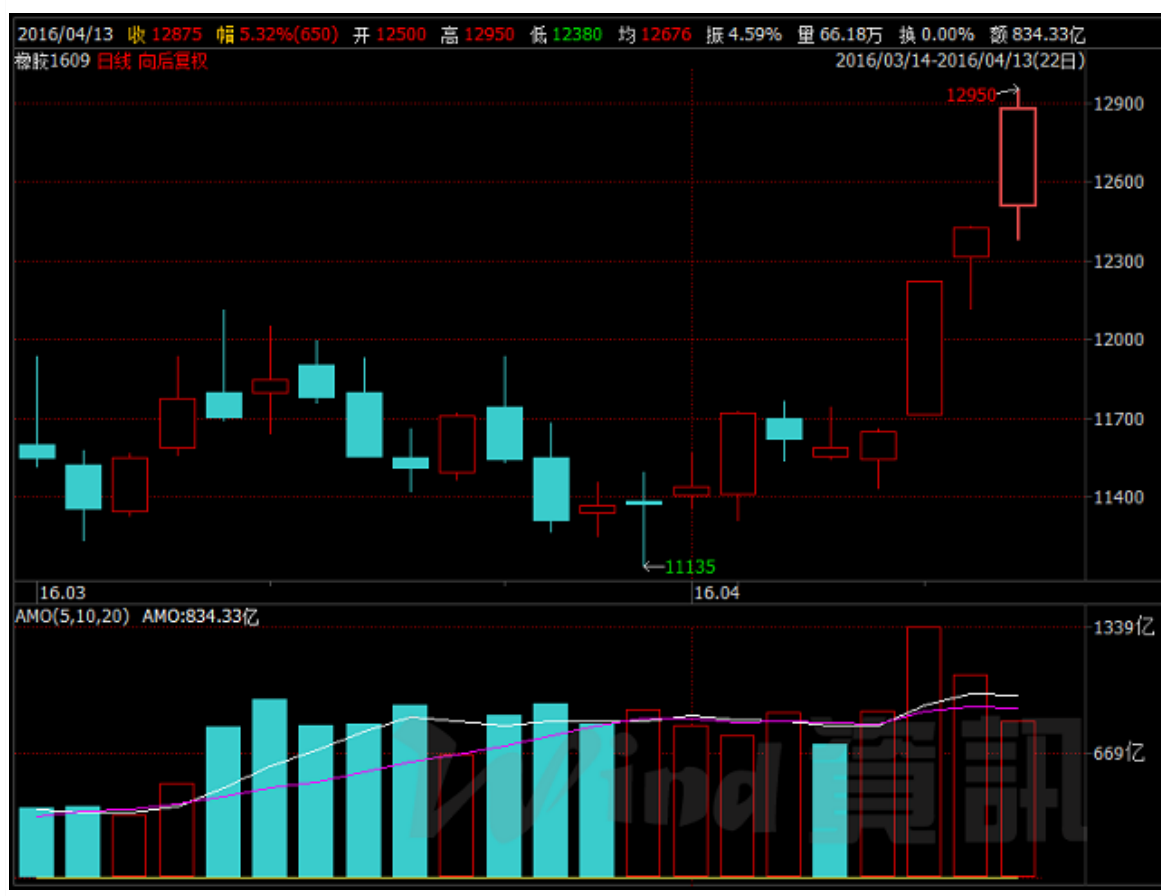 2016/04/13 收 12875 幅 5.32%(650) 开 12500 高 12950 低 12380 均 12676 振 4.59% 量 66.18万 换 0.00% 额 834.33亿
橡胶1609 日线 向后复权 2016/03/14-2016/04/13(22日)
12950
12900
12600
12300
12000
11700
11400
11135
16.03 16.04
AMO(5,10,20) AMO:834.33亿
1339亿
669亿
Wind 資訊